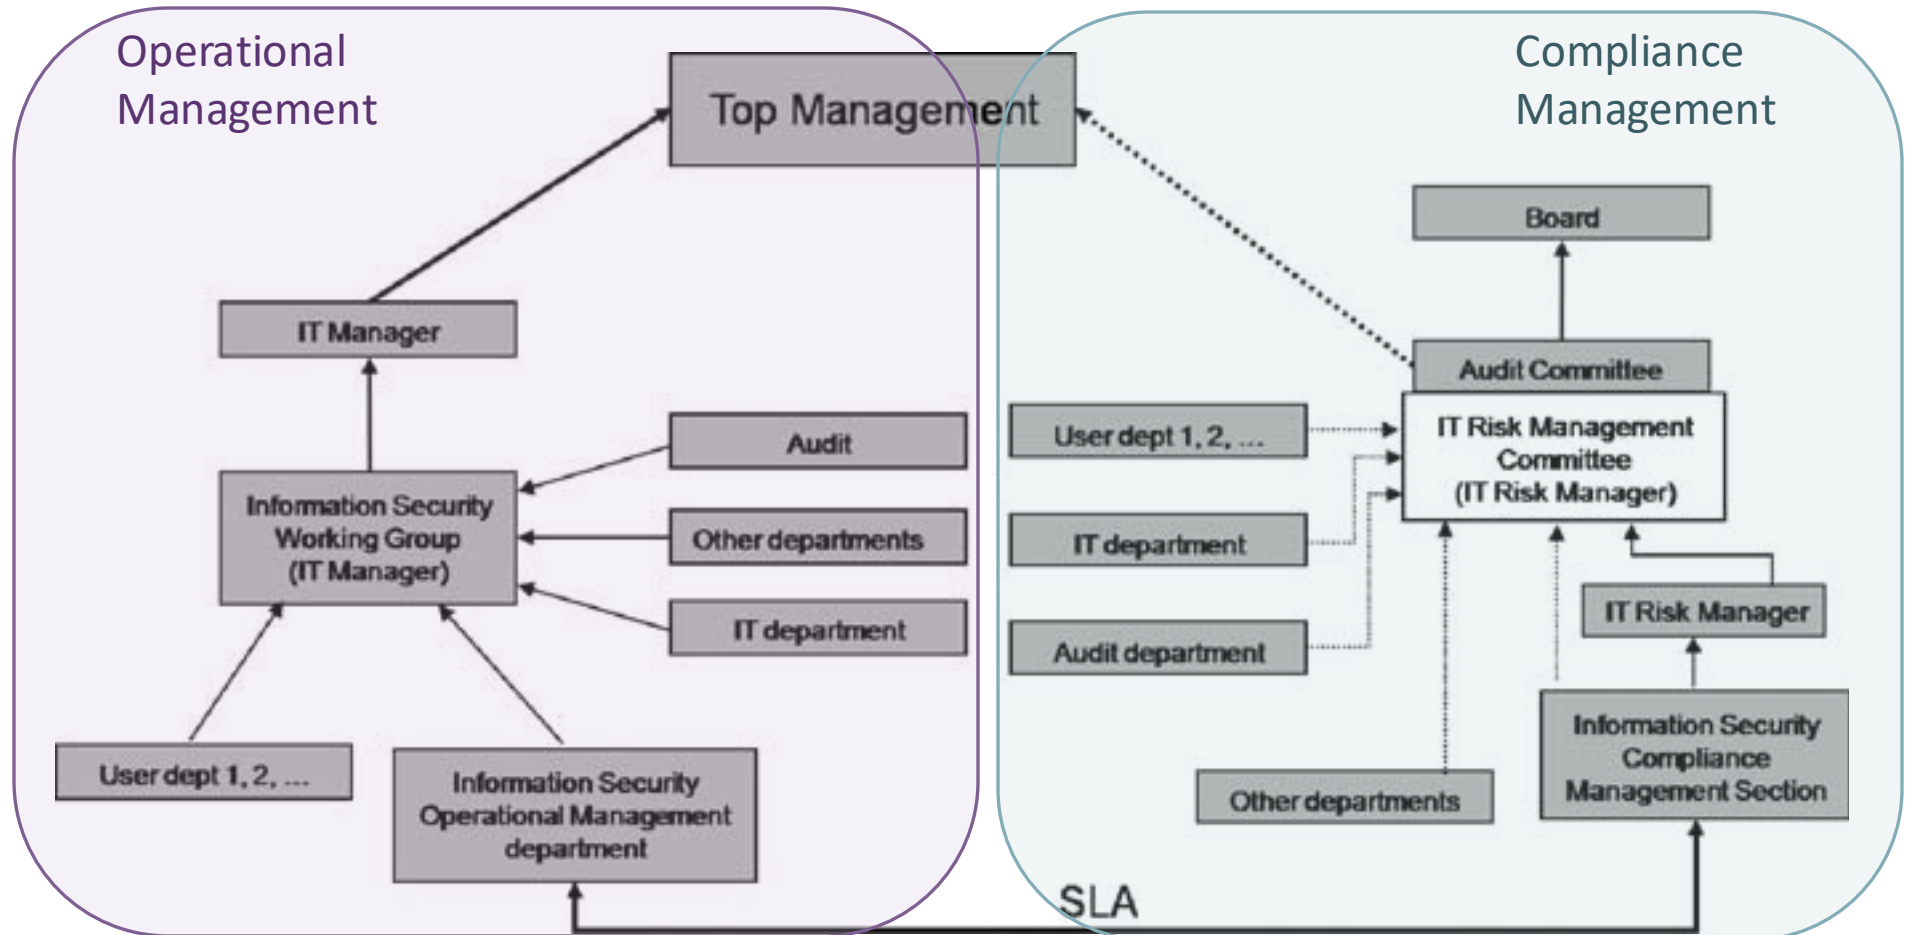 Operational
Management
Compliance
Management
Top Management
Board
IT Manager
Audit Committee
Audit
User dept 1, 2, ...
IT Risk Management
Committee
(IT Risk Manager)
Information Security
Working Group
(IT Manager)
Other departments
IT department
IT department
IT Risk Manager
Audit department
User dept 1, 2, ...
Information Security
Operational Management
department
Other departments
Information Security
Compliance
Management Section
SLA